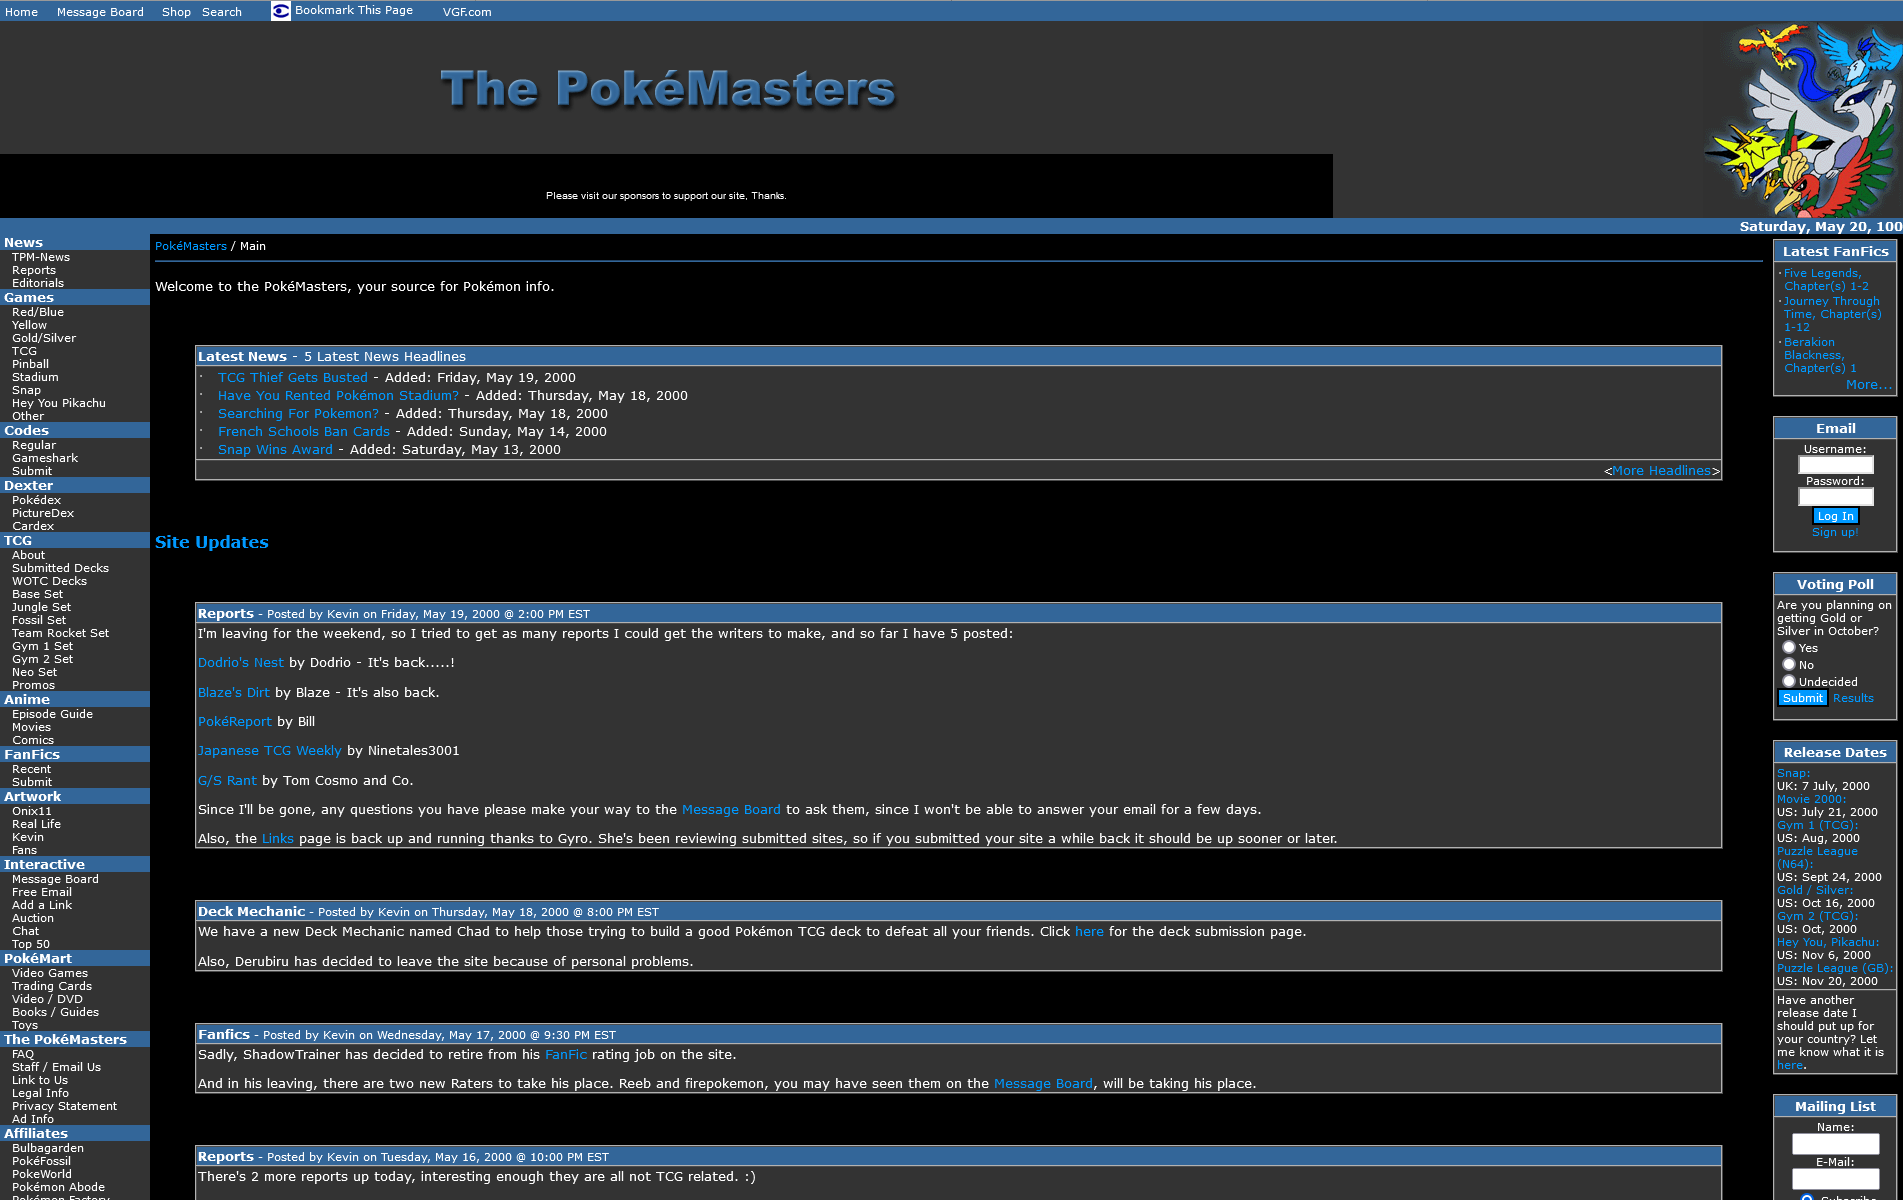 Home Message Board Shop Search Bookmark This Page VGF.com
The PokéMasters
Please visit our sponsors to support our site, Thanks.
Saturday, May 20, 100
News
TPM-News
Reports
Editorials
Games
Red/Blue
Yellow
Gold/Silver
TCG
Pinball
Stadium
Snap
Hey You Pikachu
Other
Codes
Regular
Gameshark
Submit
Dexter
Pokédex
PictureDex
Cardex
TCG
About
Submitted Decks
WOTC Decks
Base Set
Jungle Set
Fossil Set
Team Rocket Set
Gym 1 Set
Gym 2 Set
Neo Set
Promos
Anime
Episode Guide
Movies
Comics
FanFics
Recent
Submit
Artwork
Onix11
Real Life
Kevin
Fans
Interactive
Message Board
Free Email
Add a Link
Auction
Chat
Top 50
PokéMart
Video Games
Trading Cards
Video / DVD
Books / Guides
Toys
The PokéMasters
FAQ
Staff / Email Us
Link to Us
Legal Info
Privacy Statement
Ad Info
Affiliates
Bulbagarden
PokéFossil
PokeWorld
Pokémon Abode
Pokémon Factory
PokéMasters / Main
Welcome to the PokéMasters, your source for Pokémon info.
Latest News - 5 Latest News Headlines
· TCG Thief Gets Busted - Added: Friday, May 19, 2000
· Have You Rented Pokémon Stadium? - Added: Thursday, May 18, 2000
· Searching For Pokemon? - Added: Thursday, May 18, 2000
· French Schools Ban Cards - Added: Sunday, May 14, 2000
· Snap Wins Award - Added: Saturday, May 13, 2000
<More Headlines>
Site Updates
Reports - Posted by Kevin on Friday, May 19, 2000 @ 2:00 PM EST
I'm leaving for the weekend, so I tried to get as many reports I could get the writers to make, and so far I have 5 posted:
Dodrio's Nest by Dodrio - It's back.....!
Blaze's Dirt by Blaze - It's also back.
PokéReport by Bill
Japanese TCG Weekly by Ninetales3001
G/S Rant by Tom Cosmo and Co.
Since I'll be gone, any questions you have please make your way to the Message Board to ask them, since I won't be able to answer your email for a few days.
Also, the Links page is back up and running thanks to Gyro. She's been reviewing submitted sites, so if you submitted your site a while back it should be up sooner or later.
Deck Mechanic - Posted by Kevin on Thursday, May 18, 2000 @ 8:00 PM EST
We have a new Deck Mechanic named Chad to help those trying to build a good Pokémon TCG deck to defeat all your friends. Click here for the deck submission page.
Also, Derubiru has decided to leave the site because of personal problems.
Fanfics - Posted by Kevin on Wednesday, May 17, 2000 @ 9:30 PM EST
Sadly, ShadowTrainer has decided to retire from his FanFic rating job on the site.
And in his leaving, there are two new Raters to take his place. Reeb and firepokemon, you may have seen them on the Message Board, will be taking his place.
Reports - Posted by Kevin on Tuesday, May 16, 2000 @ 10:00 PM EST
There's 2 more reports up today, interesting enough they are all not TCG related. :)
Latest FanFics
· Five Legends,
Chapter(s) 1-2
· Journey Through
Time, Chapter(s)
1-12
· Berakion
Blackness,
Chapter(s) 1
More...
Email
Username:
Password:
Log In
Sign up!
Voting Poll
Are you planning on
getting Gold or
Silver in October?
Yes
No
Undecided
Submit Results
Release Dates
Snap:
UK: 7 July, 2000
Movie 2000:
US: July 21, 2000
Gym 1 (TCG):
US: Aug, 2000
Puzzle League
(N64):
US: Sept 24, 2000
Gold / Silver:
US: Oct 16, 2000
Gym 2 (TCG):
US: Oct, 2000
Hey You, Pikachu:
US: Nov 6, 2000
Puzzle League (GB):
US: Nov 20, 2000
Have another
release date I
should put up for
your country? Let
me know what it is
here.
Mailing List
Name:
E-Mail:
Subscribe